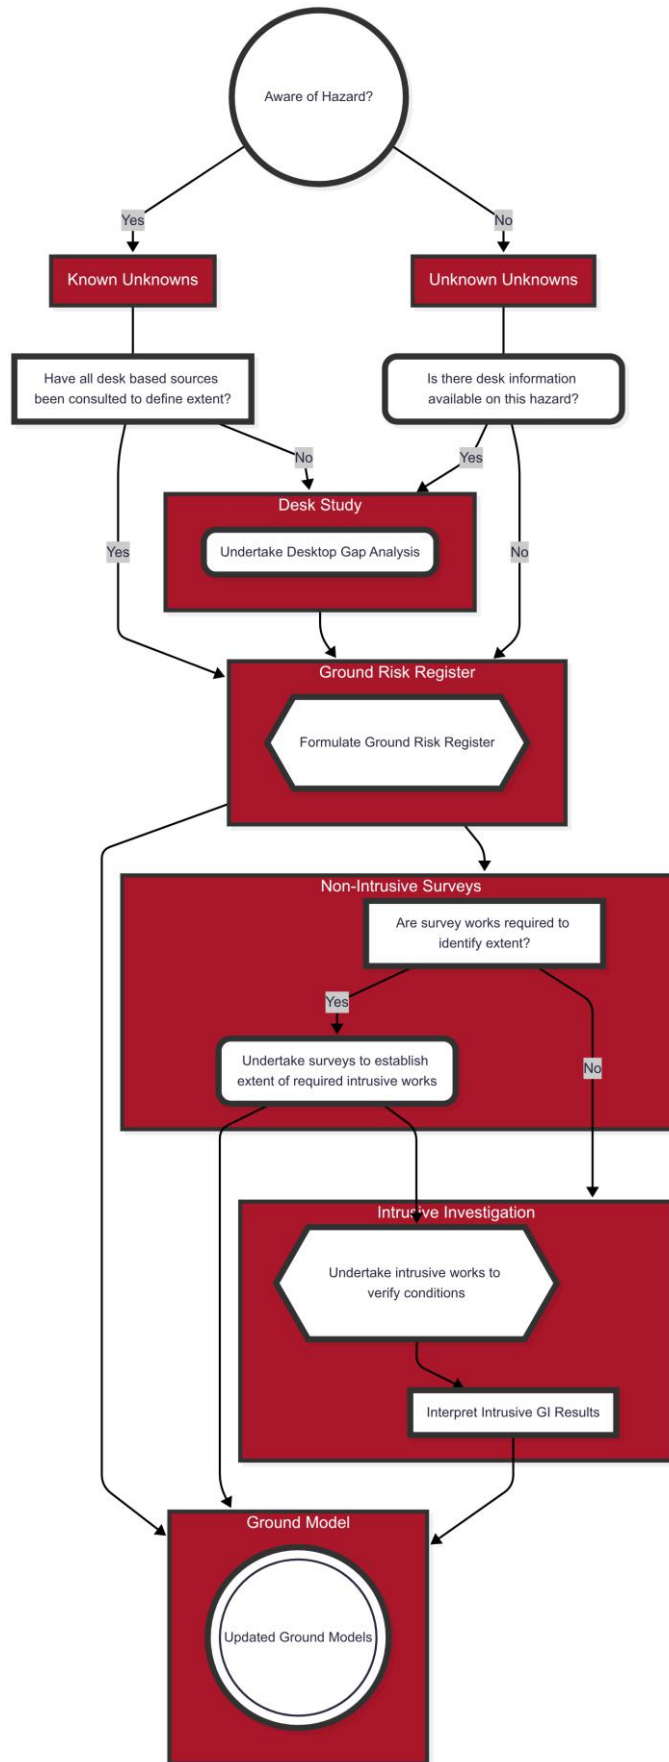 Aware of Hazard?
Yes
No
Known Unknowns
Unknown Unknowns
Have all desk based sources
been consulted to define extent?
Is there desk information
available on this hazard?
No
Yes
Desk Study
Undertake Desktop Gap Analysis
Yes
No
Ground Risk Register
Formulate Ground Risk Register
Non-Intrusive Surveys
Are survey works required to
identify extent?
Yes
Undertake surveys to establish
extent of required intrusive works
No
Intrusive Investigation
Undertake intrusive works to
verify conditions
Interpret Intrusive GI Results
Ground Model
Updated Ground Models